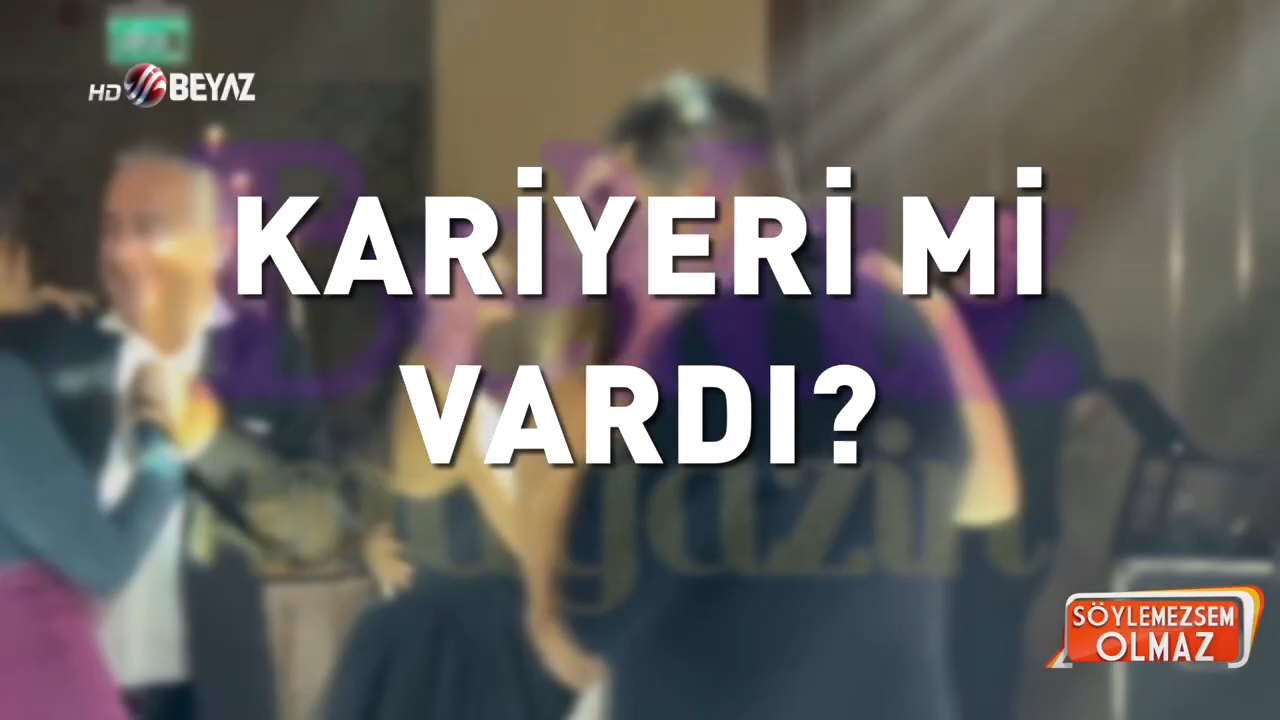 HD BEYAZ
KARİYERİ Mİ
VARDI?
SÖYLEMEZSEM
OLMAZ